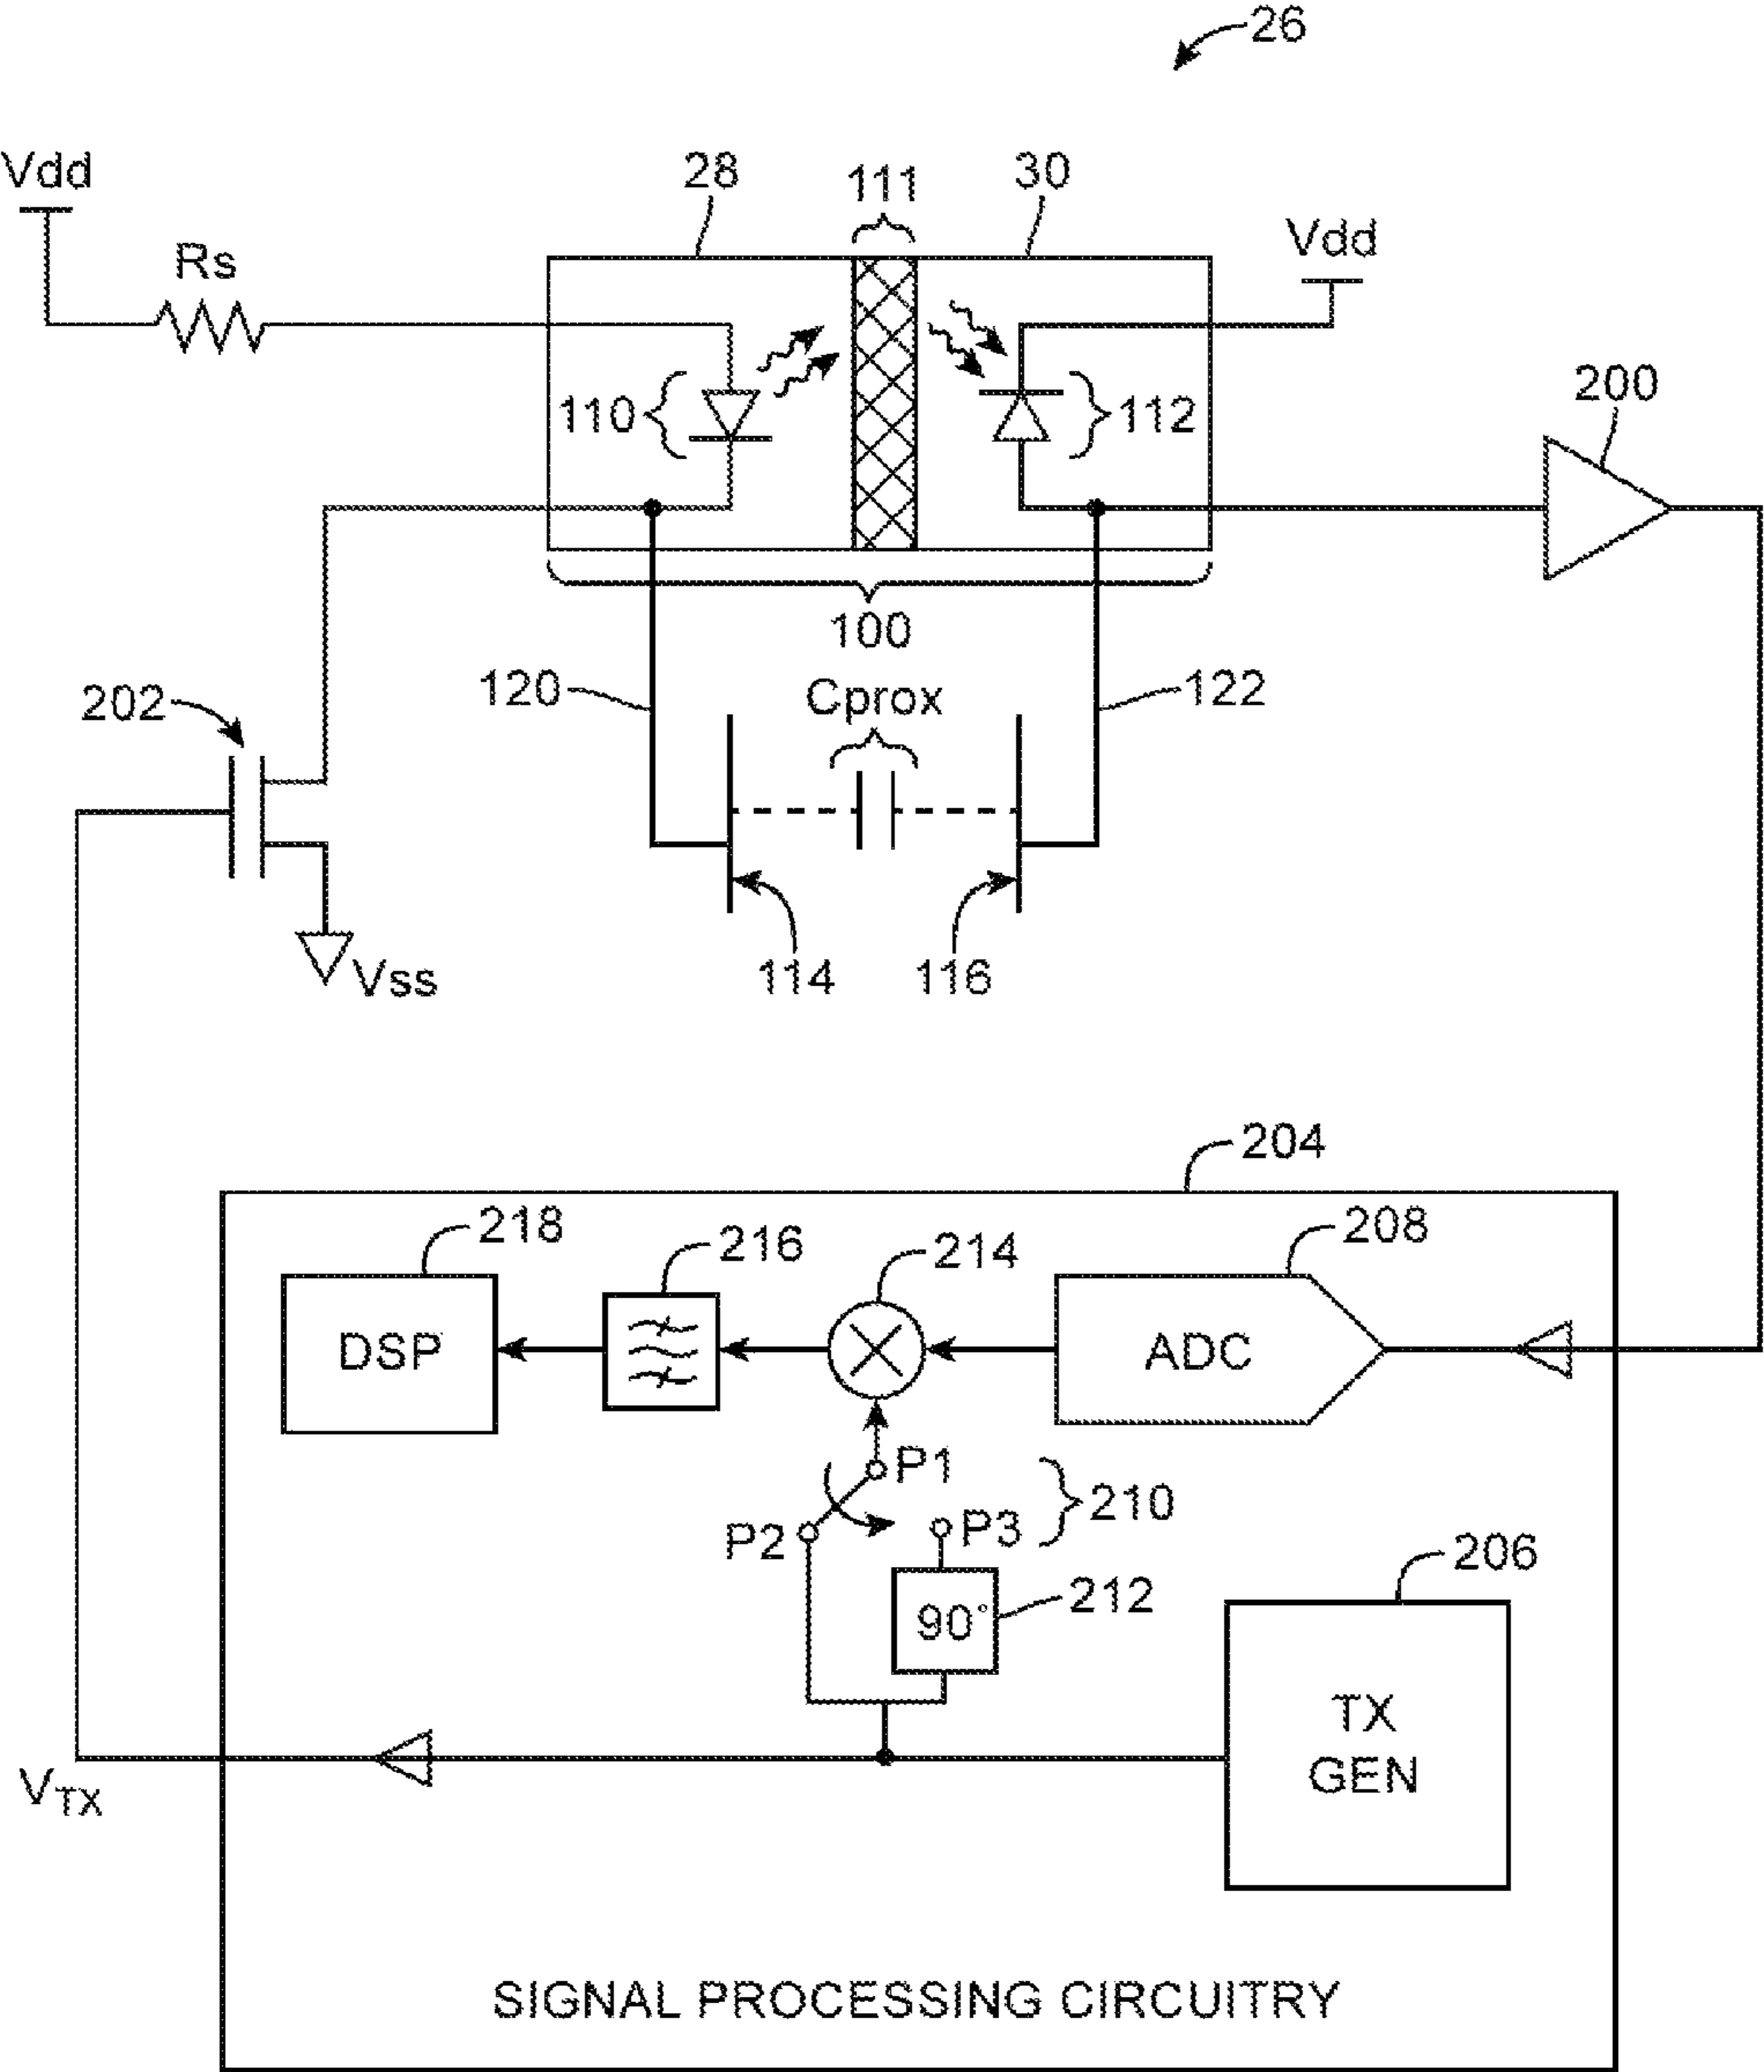 26
Vdd
28
111
30
Vdd
Rs
110
112
200
100
120
Cprox
122
202
114
116
Vss
204
218
216
214
208
DSP
ADC
P1
P2
P3
210
206
90°
212
TX
GEN
VTX
SIGNAL PROCESSING CIRCUITRY